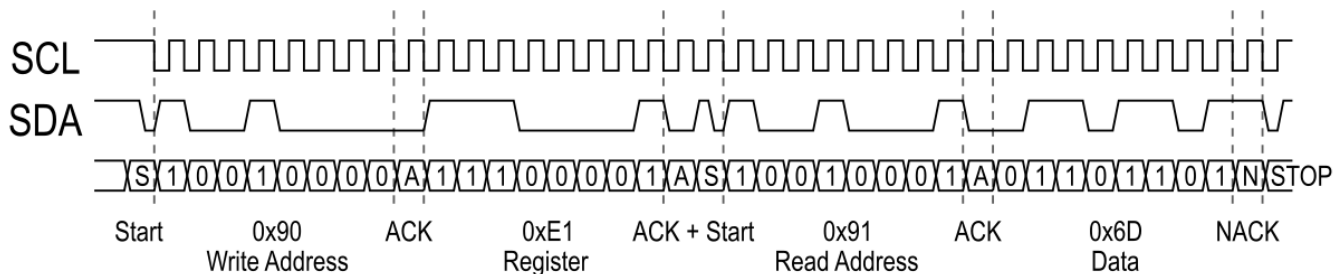 SCL
SDA
S 1 0 0 1 0 0 0 0 A 1 1 1 0 0 0 0 1 A S 1 0 0 1 0 0 0 1 A 0 1 1 0 1 1 0 1 N STOP
Start 0x90 ACK 0xE1 ACK + Start 0x91 ACK 0x6D NACK
Write Address Register Read Address Data